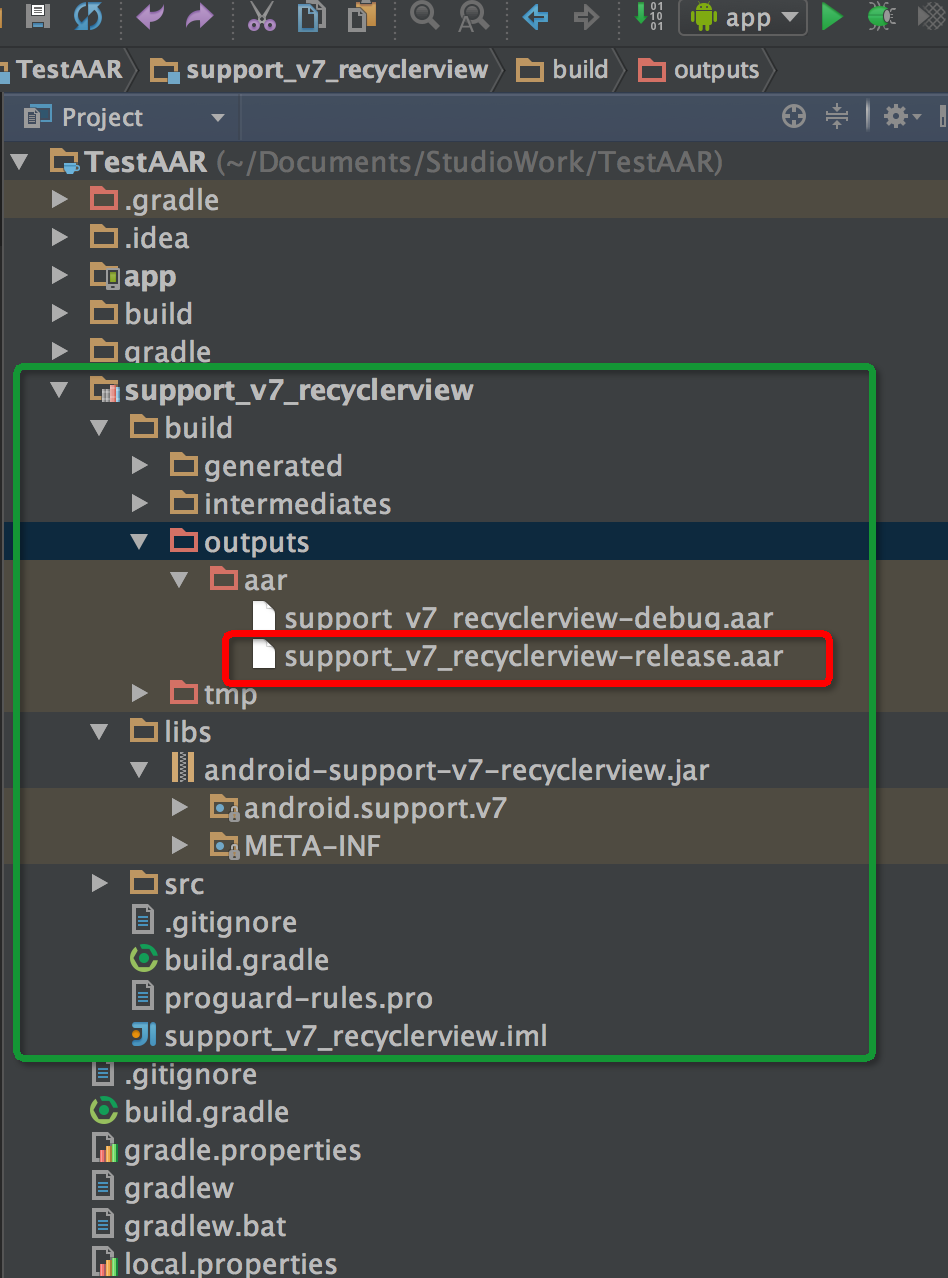 01
10
01
app
TestAAR support_v7_recyclerview build outputs
Project
TestAAR (~/Documents/StudioWork/TestAAR)
.gradle
.idea
app
build
gradle
support_v7_recyclerview
build
generated
intermediates
outputs
aar
support_v7_recyclerview-debug.aar
support_v7_recyclerview-release.aar
tmp
libs
android-support-v7-recyclerview.jar
android.support.v7
META-INF
src
.gitignore
build.gradle
proguard-rules.pro
support_v7_recyclerview.iml
.gitignore
build.gradle
gradle.properties
gradlew
gradlew.bat
local.properties